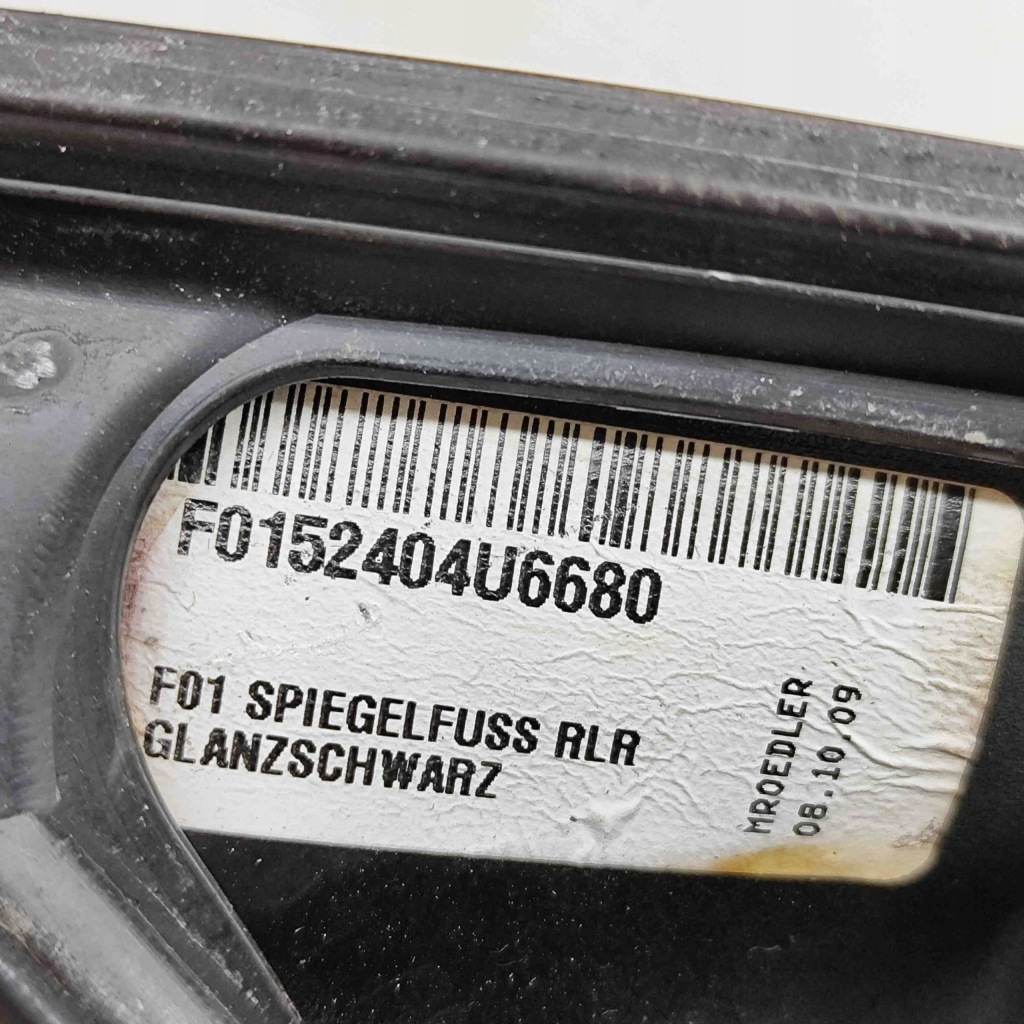 F0152404U6680
F01 SPIEGELFUSS RLR
GLANZSCHWARZ
MROEDLER
08.10.09